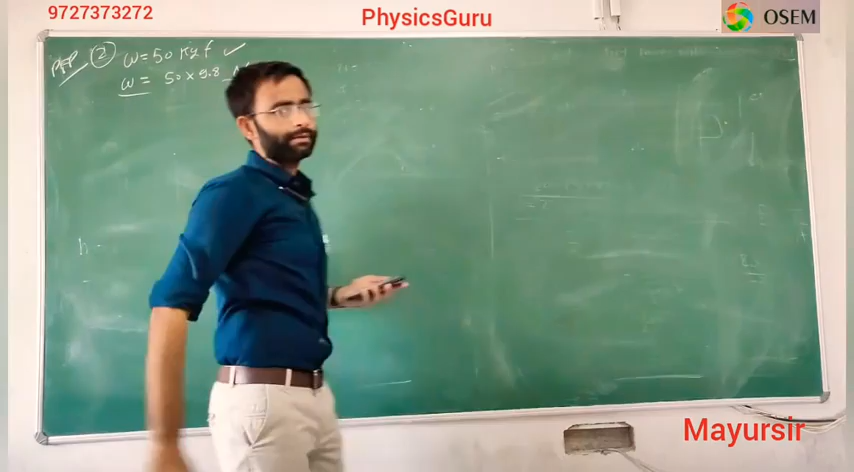 9727373272
PhysicsGuru
OSEM
② w = 50 kgf ✓
w = 50 × 9.8
h -
Mayursir